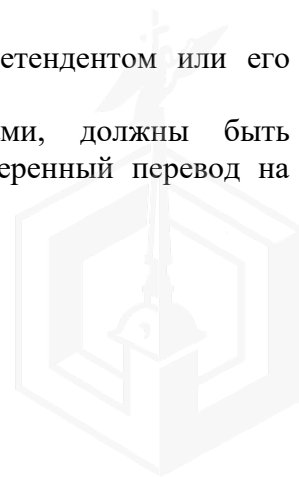 етендентом или его
ми, должны быть
еренный перевод на